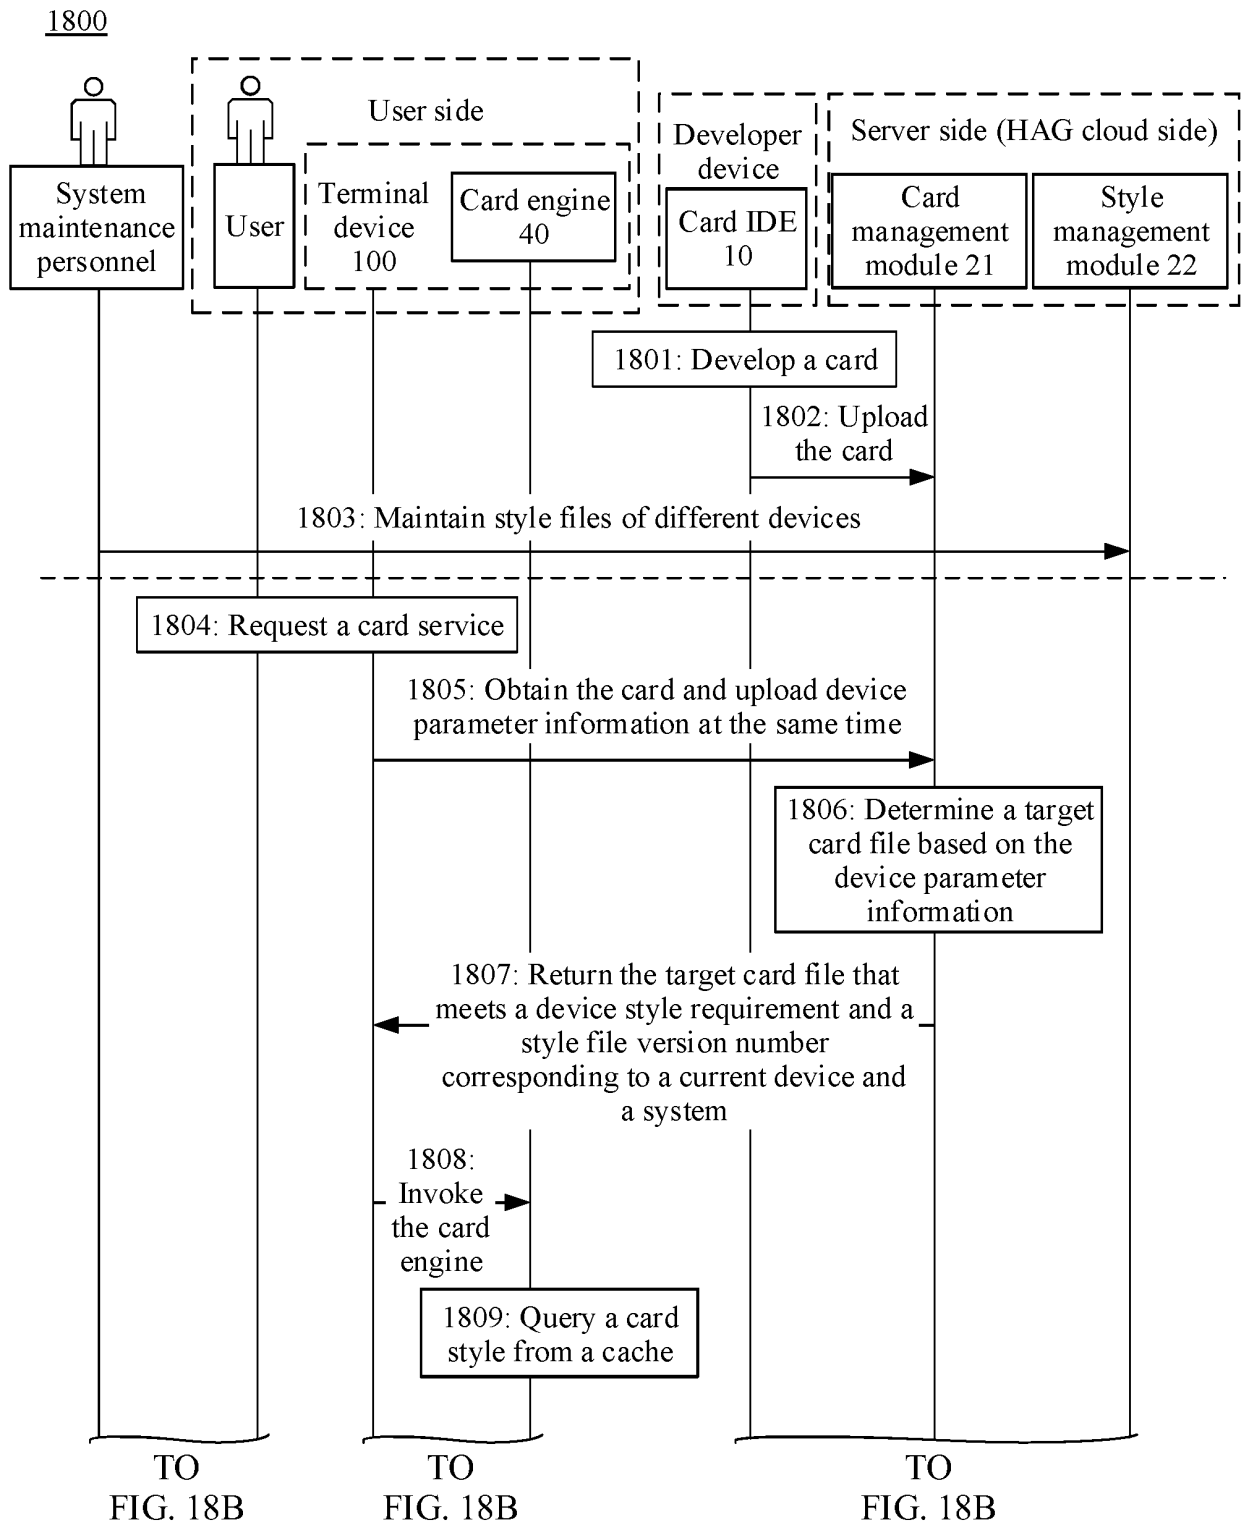 1800
User side
Developer
device
Server side (HAG cloud side)
System
maintenance
personnel
User
Terminal
device
100
Card engine
40
Card IDE
10
Card
management
module 21
Style
management
module 22
1801: Develop a card
1802: Upload
the card
1803: Maintain style files of different devices
1804: Request a card service
1805: Obtain the card and upload device
parameter information at the same time
1806: Determine a target
card file based on the
device parameter
information
1807: Return the target card file that
meets a device style requirement and a
style file version number
corresponding to a current device and
a system
1808:
Invoke
the card
engine
1809: Query a card
style from a cache
TO
FIG. 18B
TO
FIG. 18B
TO
FIG. 18B